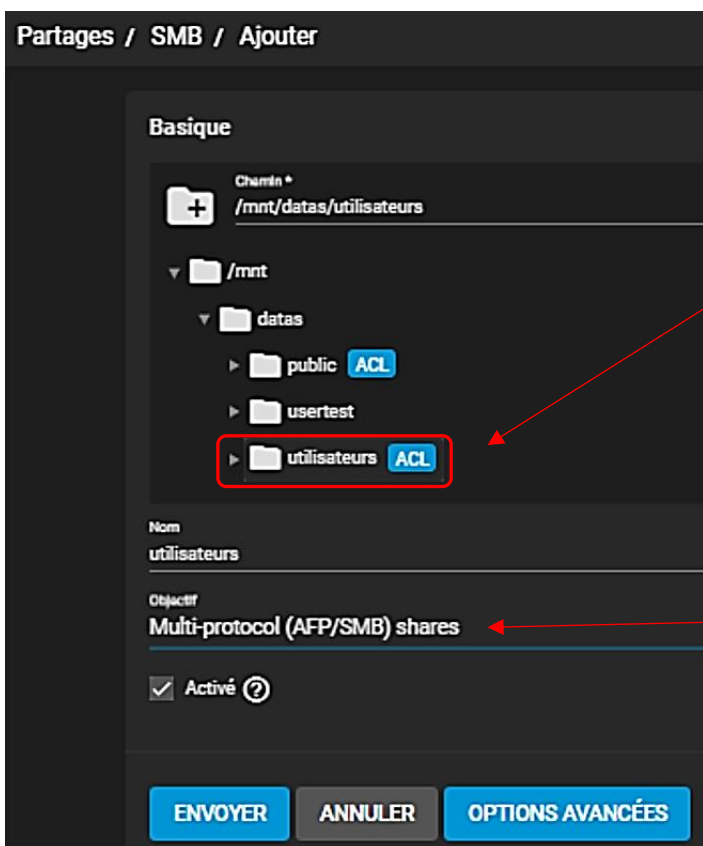 Partages / SMB / Ajouter
Basique
Chemin *
/mnt/datas/utilisateurs
/mnt
datas
public ACL
usertest
utilisateurs ACL
Nom
utilisateurs
Objectif
Multi-protocol (AFP/SMB) shares
Activé ?
ENVOYER ANNULER OPTIONS AVANCÉES